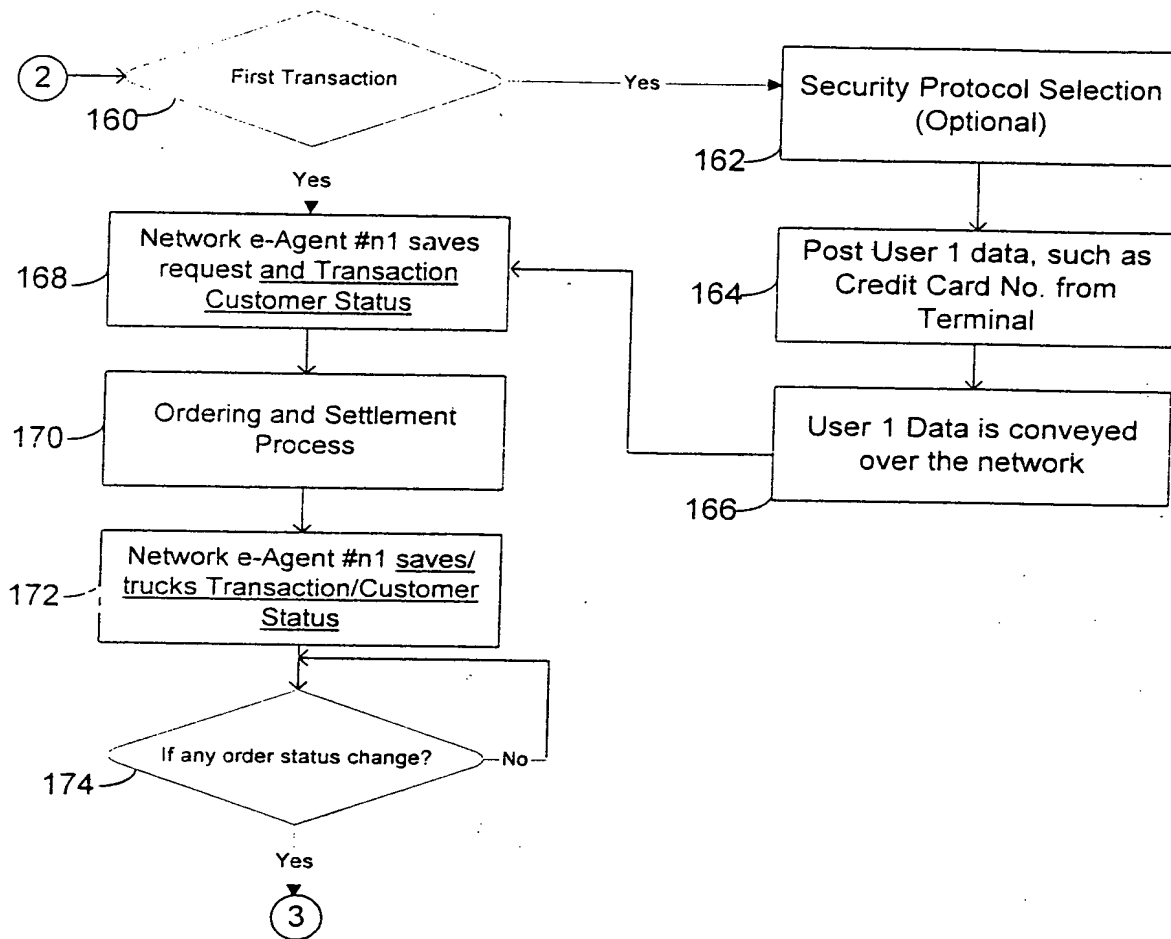 2
First Transaction
160
Yes
Security Protocol Selection
(Optional)
162
Yes
Network e-Agent #n1 saves
request and Transaction
Customer Status
168
Post User 1 data, such as
Credit Card No. from
Terminal
164
Ordering and Settlement
Process
170
User 1 Data is conveyed
over the network
166
Network e-Agent #n1 saves/
trucks Transaction/Customer
Status
172
If any order status change?
No
174
Yes
3